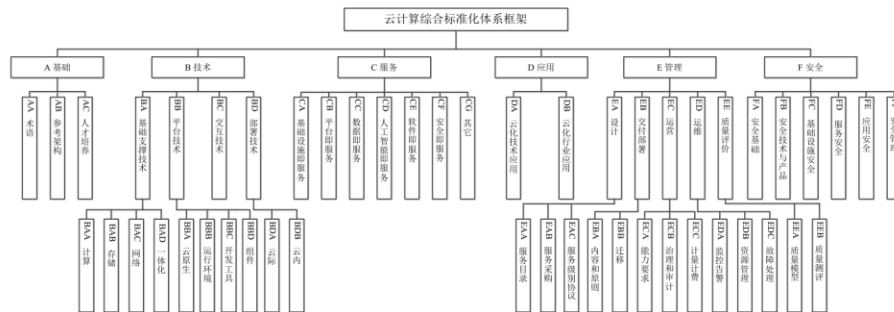 云计算综合标准化体系框架
A 基础
B 技术
C 服务
D 应用
E 管理
F 安全
AA 术语
AB 参考架构
AC 人才培养
BA 基础支撑技术
BB 平台技术
BC 交互技术
BD 部署技术
CA 基础设施即服务
CB 平台即服务
CC 数据即服务
CD 人工智能即服务
CE 软件即服务
CF 安全即服务
CG 其它
DA 云化技术应用
DB 云化行业应用
EA 设计
EB 交付部署
EC 运营
ED 运维
EE 质量评价
FA 安全基础
FB 安全技术与产品
FC 基础设施安全
FD 服务安全
FE 应用安全
安全管理
BAA 计算
BAB 存储
BAC 网络
BAD 一体化
BBA 云原生
BBB 运行环境
BBC 开发工具
BBD 组件
BDA 云际
BDB 云内
EAA 服务目录
EAB 服务采购
EAC 服务级别协议
EBA 内容和原则
EBB 迁移
ECA 能力要求
ECB 治理和审计
ECC 计量计费
EDA 监控告警
EDB 资源管理
EDC 故障处理
EEA 质量模型
EEB 质量测评